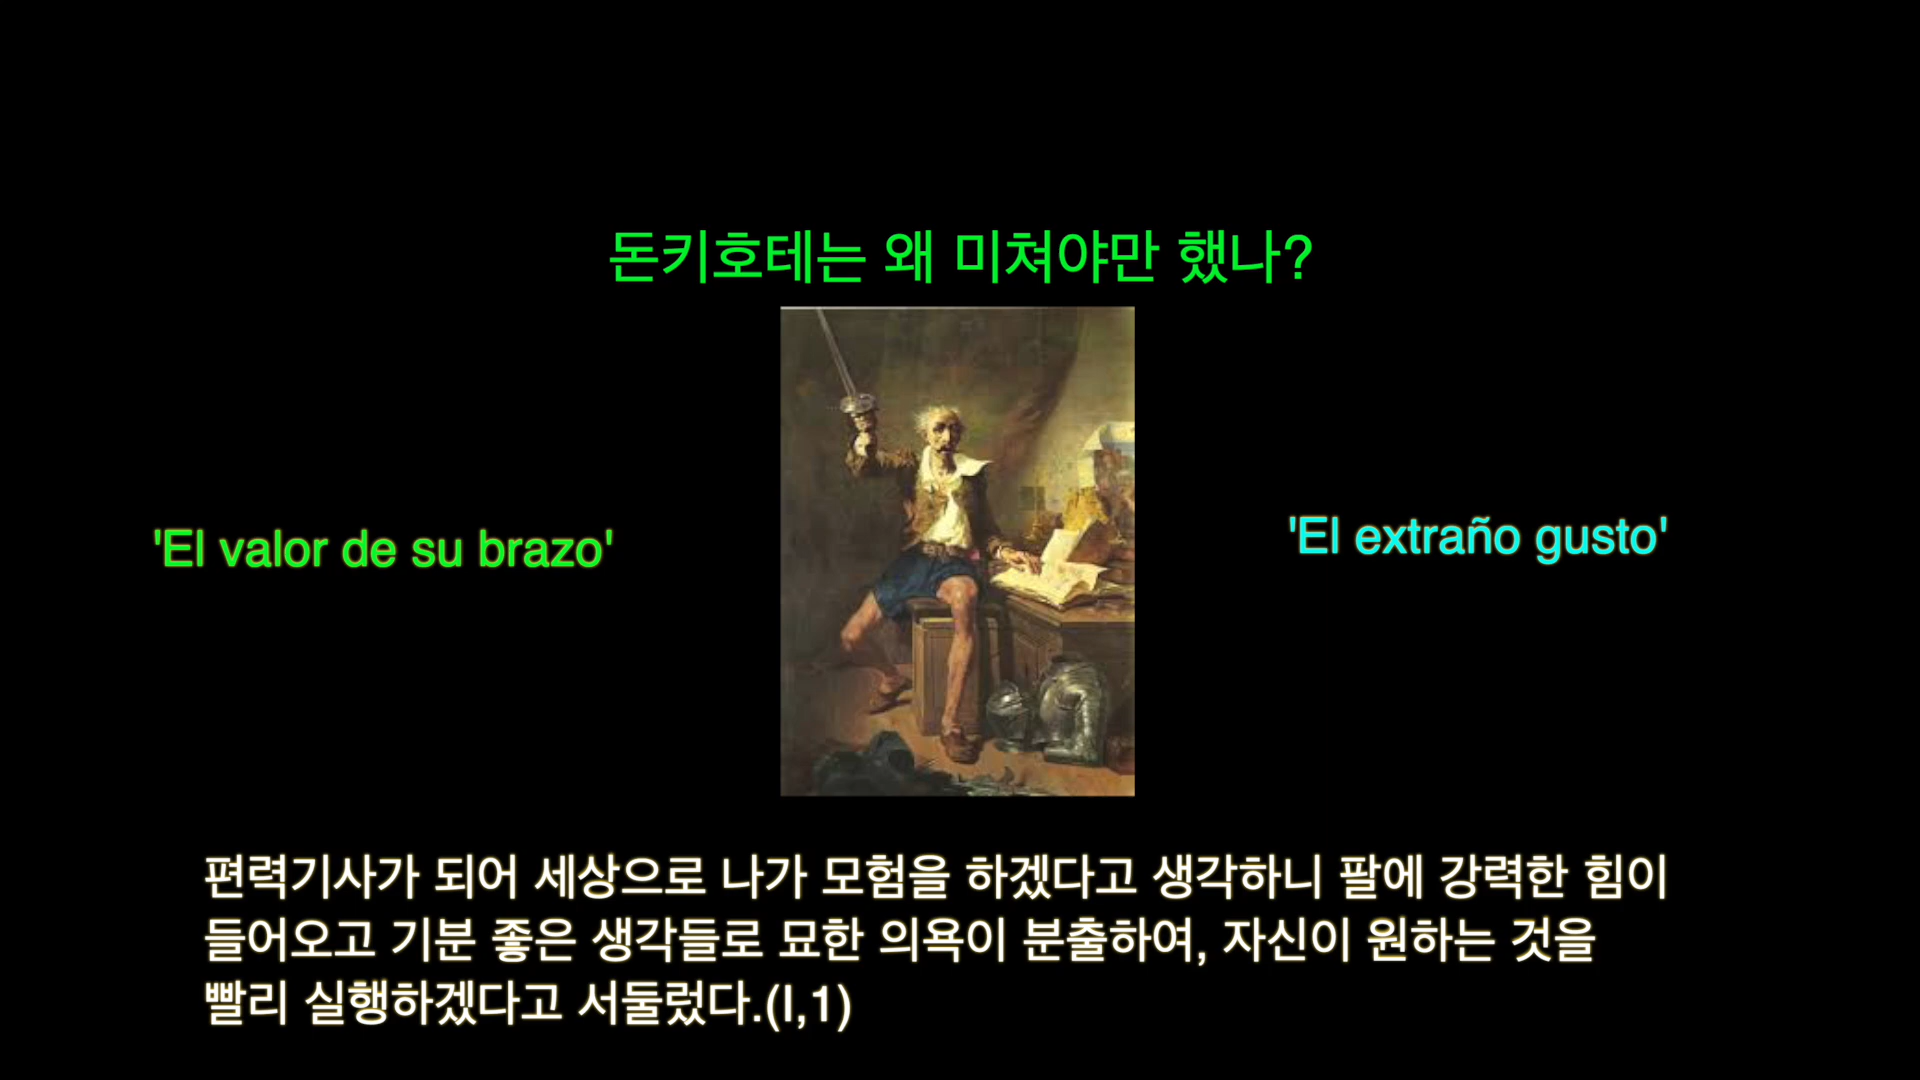 돈키호테는 왜 미쳐야만 했나?
'El valor de su brazo'
'El extraño gusto'
편력기사가 되어 세상으로 나가 모험을 하겠다고 생각하니 팔에 강력한 힘이
들어오고 기분 좋은 생각들로 묘한 의욕이 분출하여, 자신이 원하는 것을
빨리 실행하겠다고 서둘렀다.(I,1)